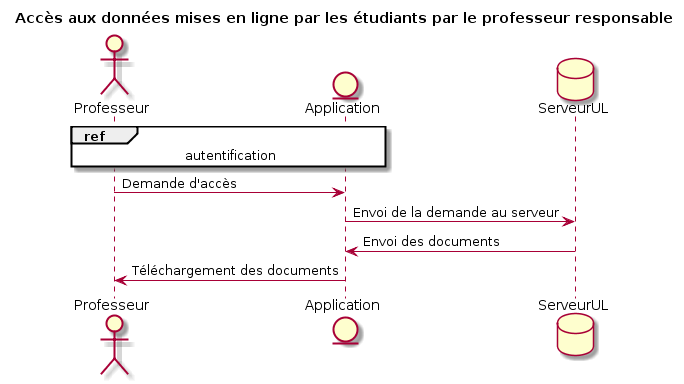 Accès aux données mises en ligne par les étudiants par le professeur responsable
Professeur
Application
ServeurUL
ref
autentification
Demande d'accès
Envoi de la demande au serveur
Envoi des documents
Téléchargement des documents
Professeur
Application
ServeurUL